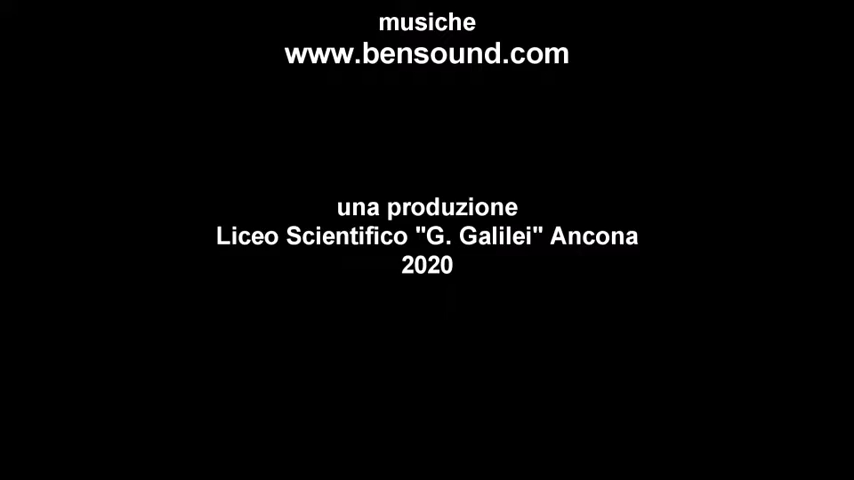 musiche
www.bensound.com
una produzione
Liceo Scientifico "G. Galilei" Ancona
2020